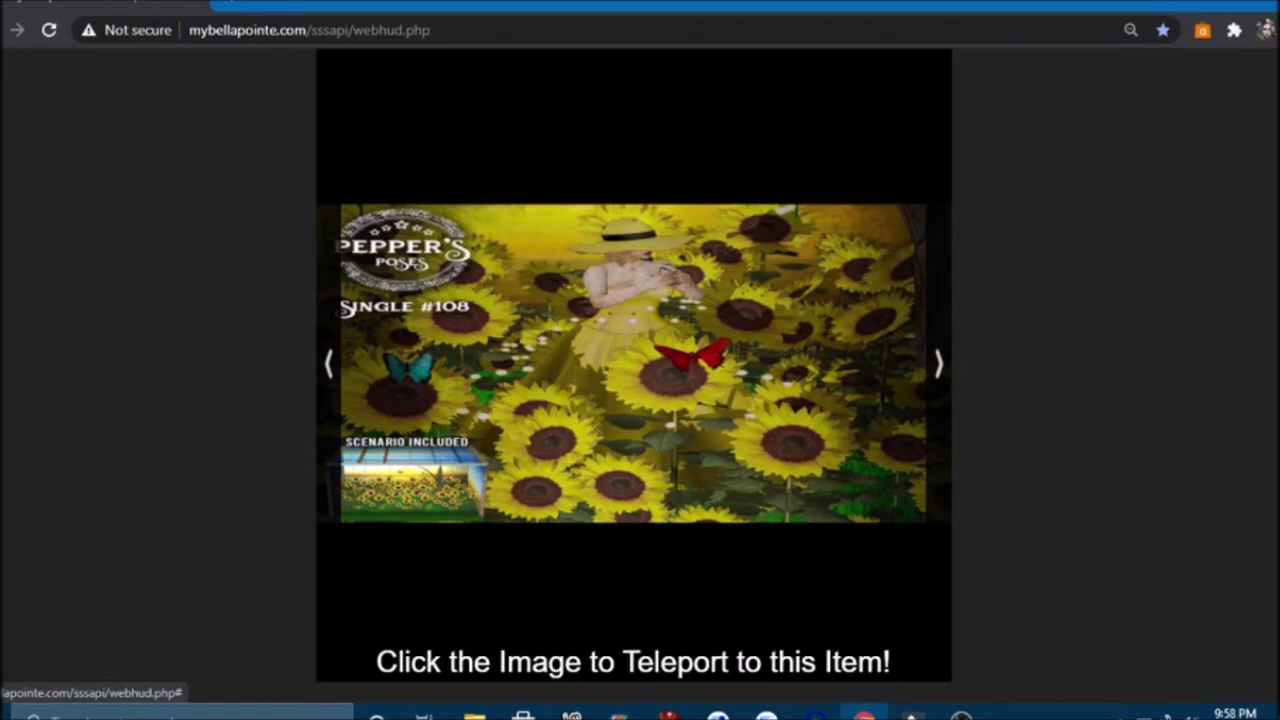 Not secure
mybellapointe.com/sssapi/webhud.php
PEPPER'S
POSES
SINGLE #108
SCENARIO INCLUDED
Click the Image to Teleport to this Item!
lapointe.com/sssapi/webhud.php#
9:58 PM